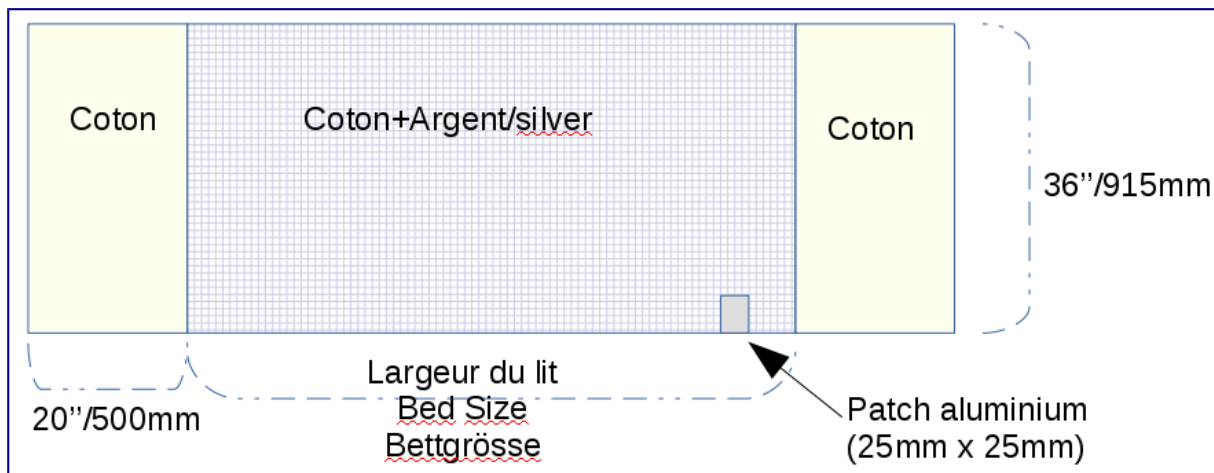 Coton
Coton+Argent/silver
Coton
36’’/915mm
20’’/500mm
Largeur du lit
Bed Size
Bettgrösse
Patch aluminium
(25mm x 25mm)